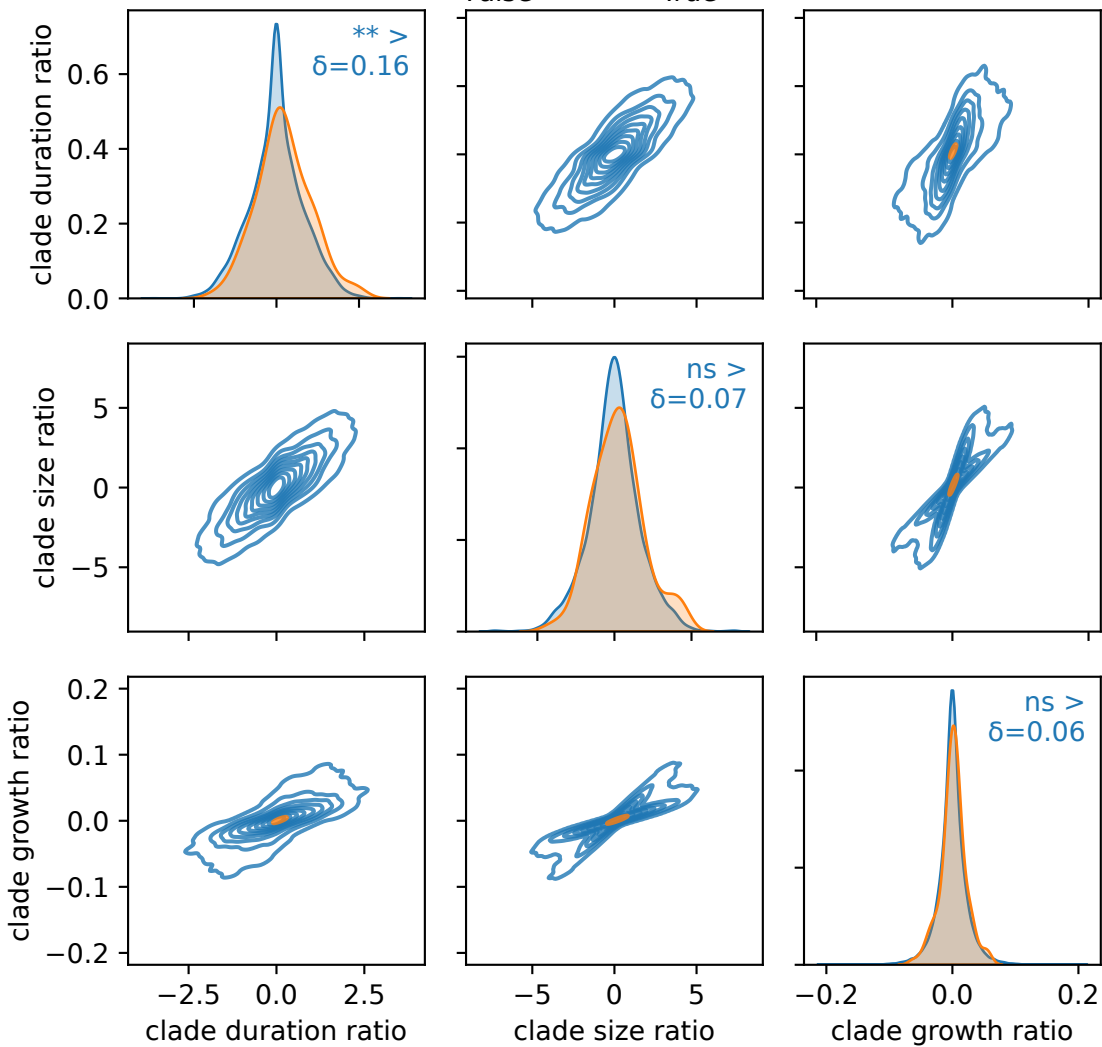 clade duration ratio
0.6
0.4
0.2
0.0
** >
δ=0.16
clade size ratio
5
0
−5
ns >
δ=0.07
clade growth ratio
0.2
0.1
0.0
−0.1
−0.2
ns >
δ=0.06
−2.5 0.0 2.5
−5 0 5
−0.2 0.0 0.2
clade duration ratio
clade size ratio
clade growth ratio